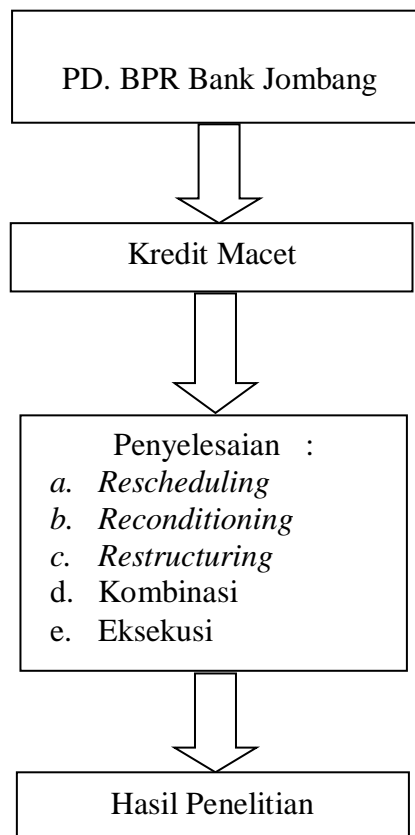 PD. BPR Bank Jombang
Kredit Macet
Penyelesaian :
a. Rescheduling
b. Reconditioning
c. Restructuring
d. Kombinasi
e. Eksekusi
Hasil Penelitian